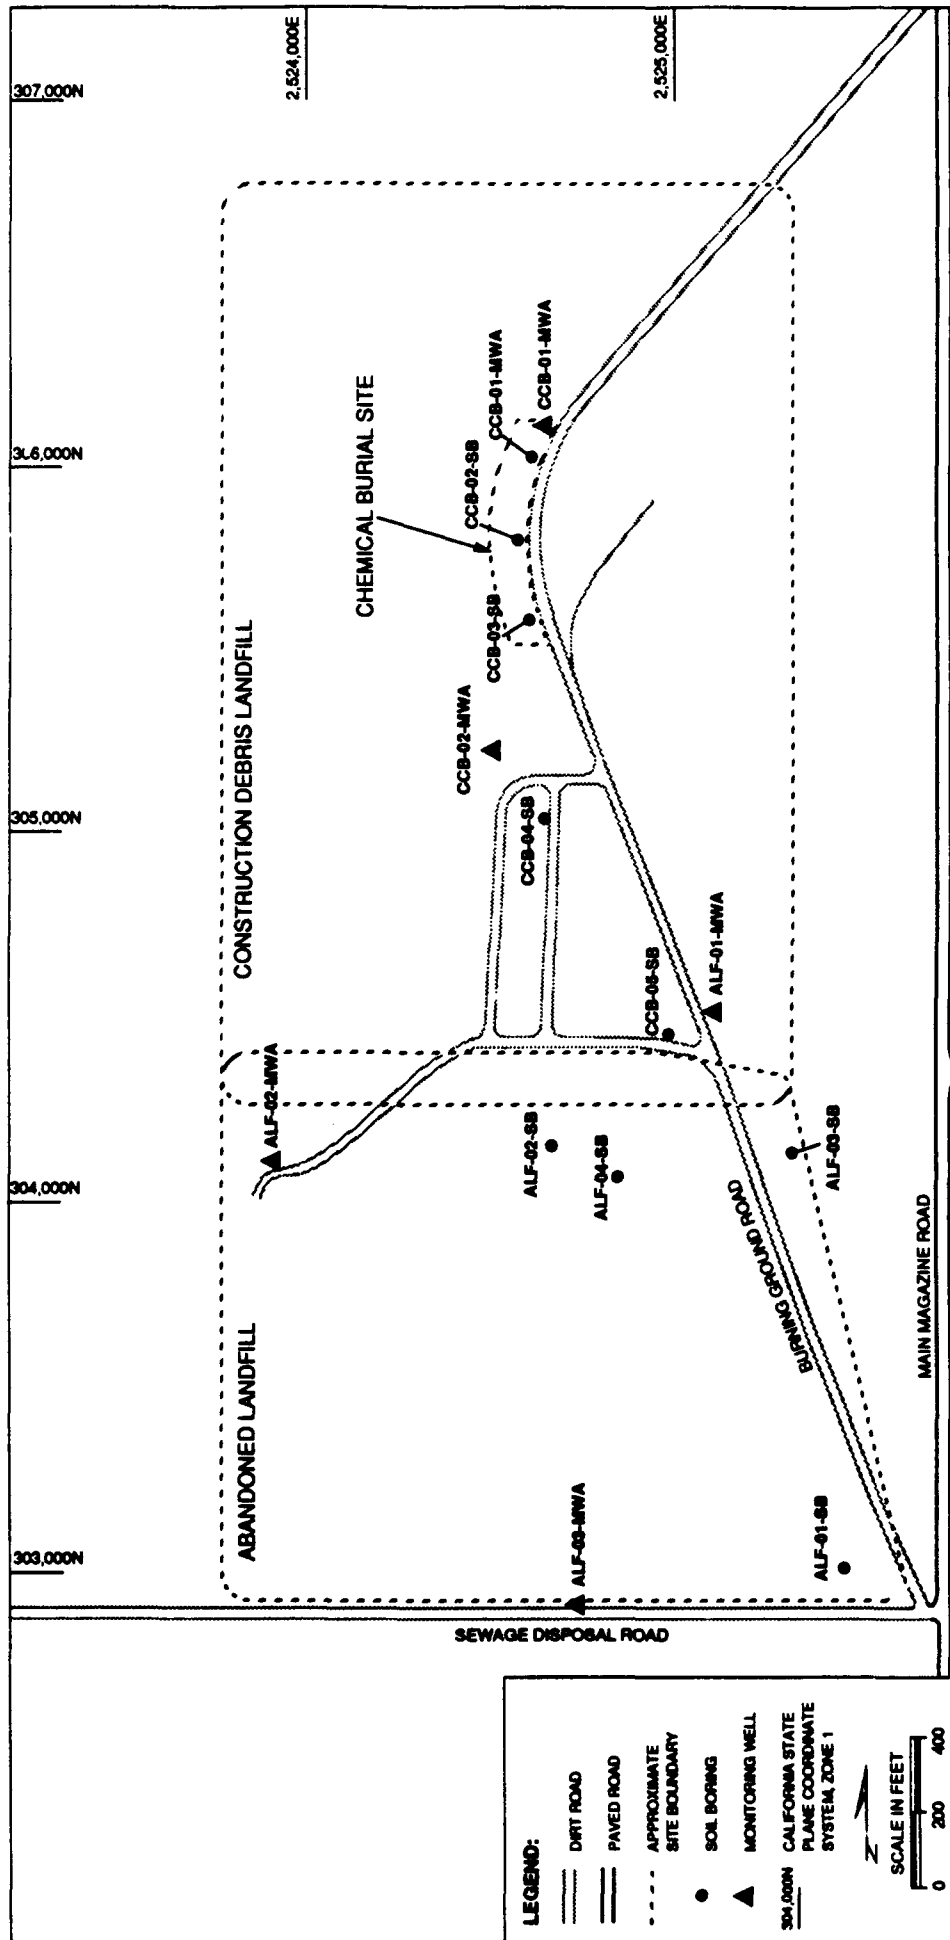 307,000N
2,524,000E
2,525,000E
306,000N
CHEMICAL BURIAL SITE
CCB-02-SB
CCB-01-MWA
CCB-01-MWA
CCB-03-SB
CONSTRUCTION DEBRIS LANDFILL
CCB-02-MWA
305,000N
CCB-04-SB
CCB-05-SB
ALF-01-MWA
ALF-02-MWA
ALF-02-SB
ALF-04-SB
ALF-03-SB
304,000N
BURNING GROUND ROAD
MAIN MAGAZINE ROAD
ABANDONED LANDFILL
303,000N
ALF-03-MWA
ALF-01-SB
SEWAGE DISPOSAL ROAD
LEGEND:
DIRT ROAD
PAVED ROAD
APPROXIMATE
SITE BOUNDARY
SOIL BORING
MONITORING WELL
304,000N CALIFORNIA STATE
PLANE COORDINATE
SYSTEM, ZONE 1
Z
SCALE IN FEET
0 200 400